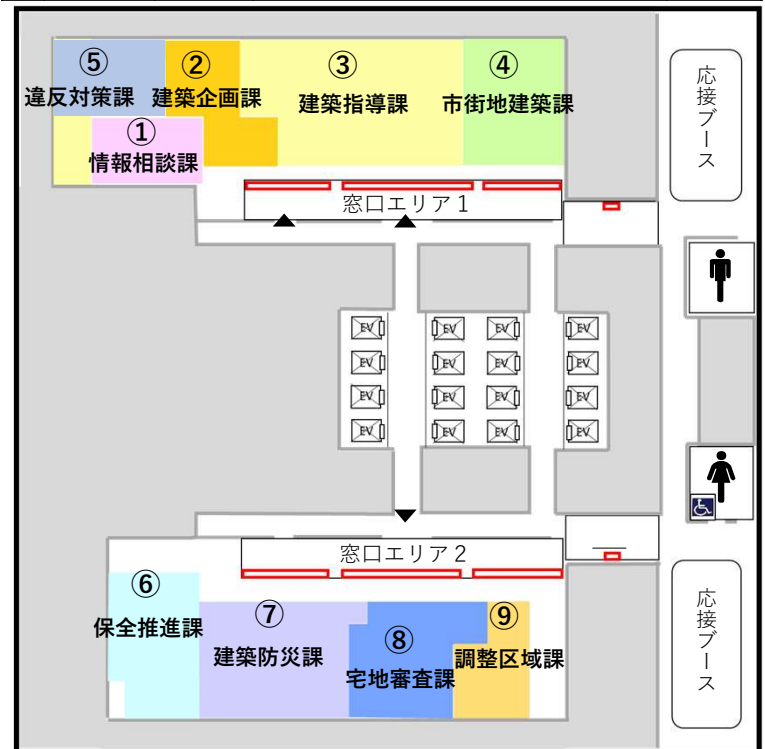 ⑤
違反対策課
②
建築企画課
③
建築指導課
④
市街地建築課
①
情報相談課
応接ブース
窓口エリア1
EV EV EV EV
EV EV EV EV
EV EV EV EV
EV EV EV EV
窓口エリア2
⑥
保全推進課
⑦
建築防災課
⑧
宅地審査課
⑨
調整区域課
応接ブース